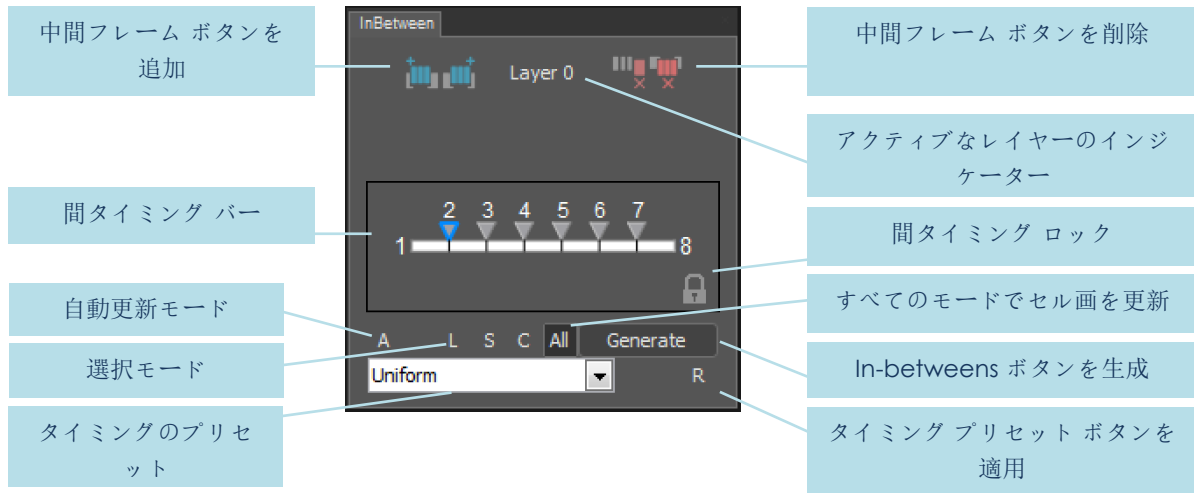 中間フレーム ボタンを
追加
InBetween
Layer 0
中間フレーム ボタンを削除
アクティブなレイヤーのインジ
ケーター
間タイミング バー
2 3 4 5 6 7
1 8
間タイミング ロック
自動更新モード
すべてのモードでセル画を更新
A L S C All Generate
選択モード
In-betweens ボタンを生成
Uniform R
タイミングのプリセ
ット
タイミング プリセット ボタンを
適用